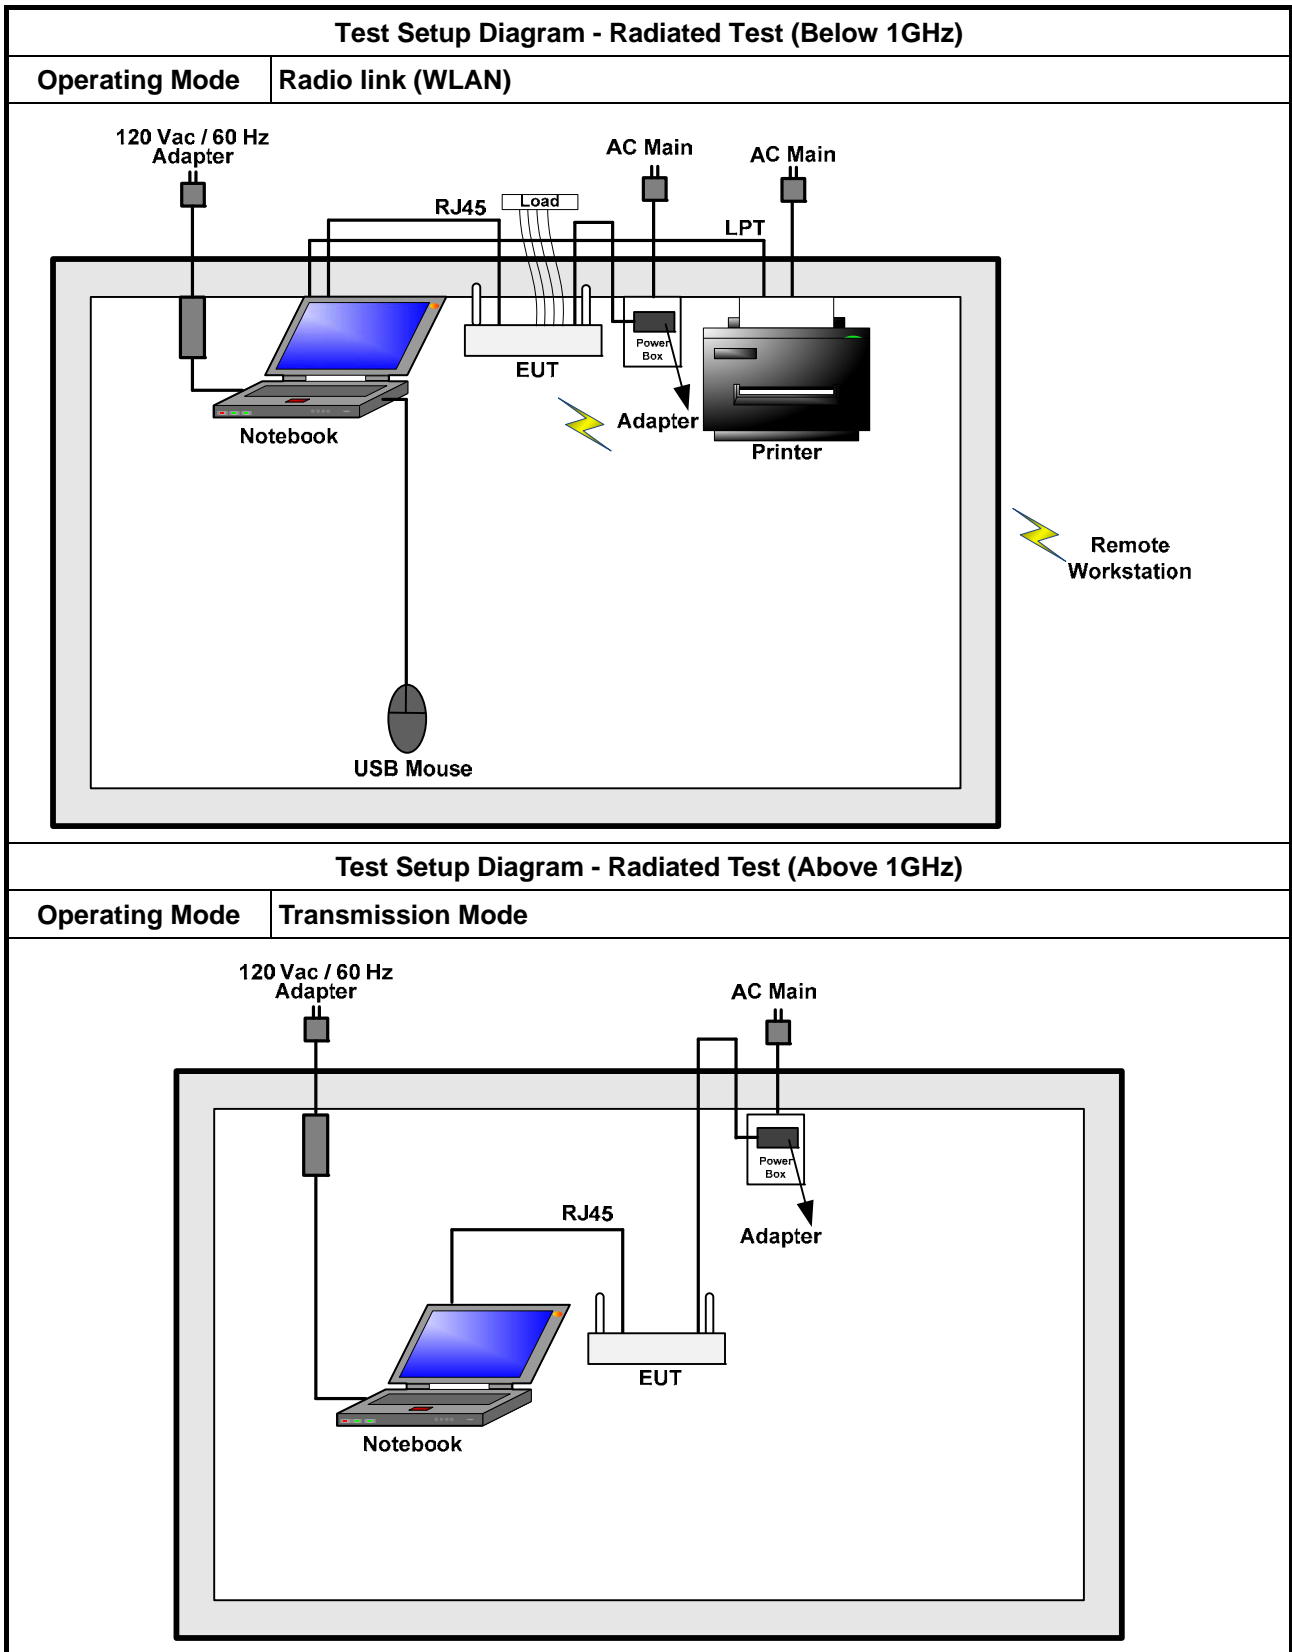 Test Setup Diagram - Radiated Test (Below 1GHz)
Operating Mode
Radio link (WLAN)
120 Vac / 60 Hz
Adapter
AC Main
AC Main
RJ45
Load
LPT
Power
Box
EUT
Adapter
Notebook
Printer
Remote
Workstation
USB Mouse
Test Setup Diagram - Radiated Test (Above 1GHz)
Operating Mode
Transmission Mode
120 Vac / 60 Hz
Adapter
AC Main
Power
Box
RJ45
Adapter
EUT
Notebook